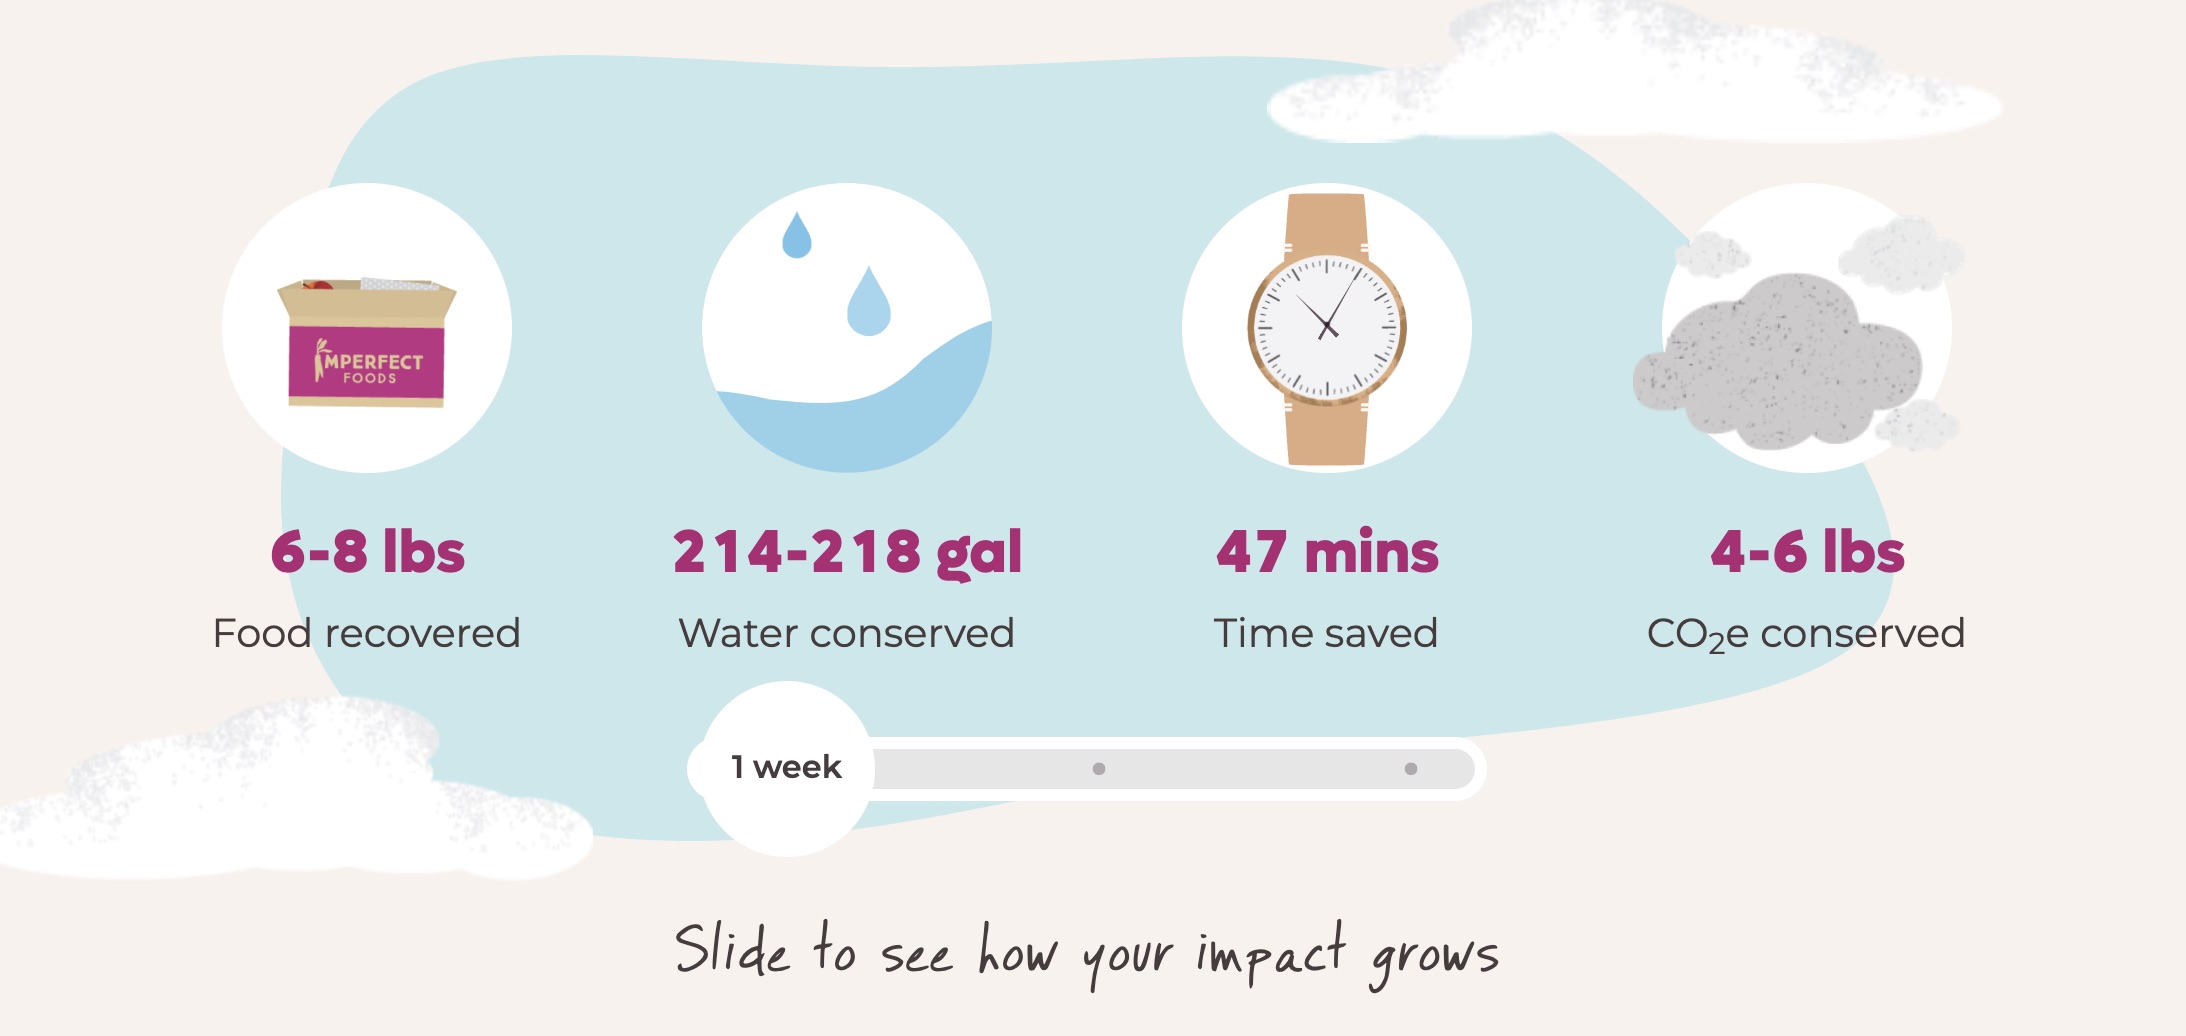 IMPERFECT
FOODS
6-8 lbs
Food recovered
214-218 gal
Water conserved
47 mins
Time saved
4-6 lbs
CO₂e conserved
1 week
Slide to see how your impact grows